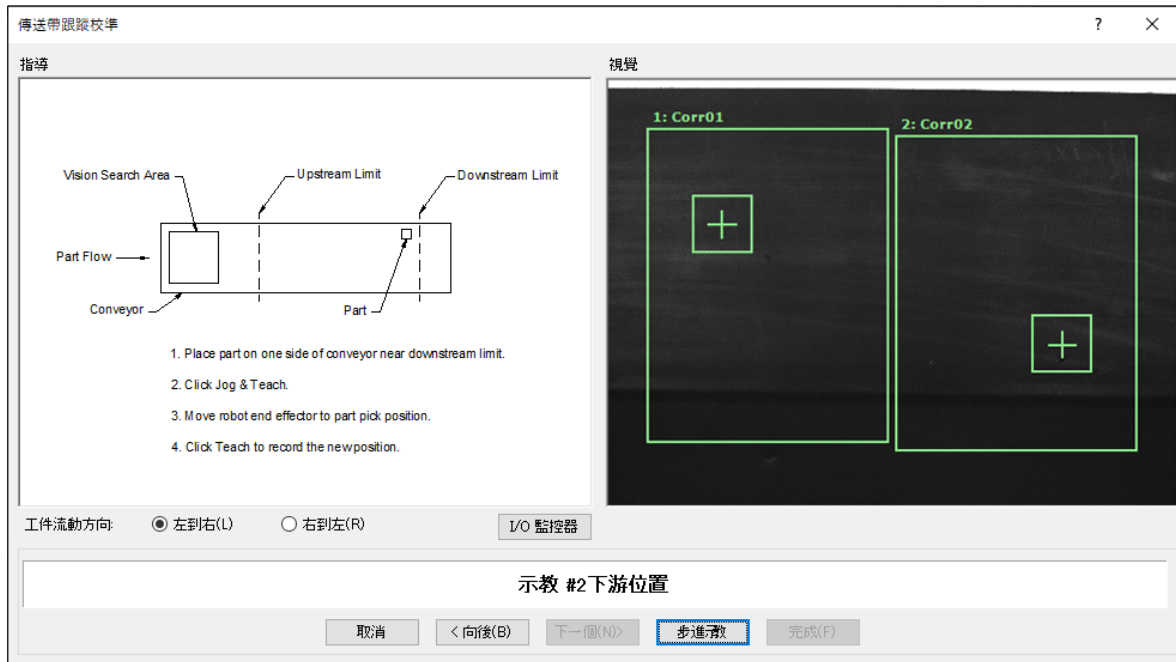 傳送帶跟蹤校準
?
指導
視覺
Vision Search Area
Upstream Limit
Downstream Limit
Part Flow
Conveyor
Part
1. Place part on one side of conveyor near downstream limit.
2. Click Jog & Teach.
3. Move robot end effector to part pick position.
4. Click Teach to record the newposition.
1: Corr01
2: Corr02
工件流動方向:
左到右(L)
右到左(R)
I/O 監控器
示教 #2下游位置
取消
< 向後(B)
下一個(N)>
步進示教
完成(F)